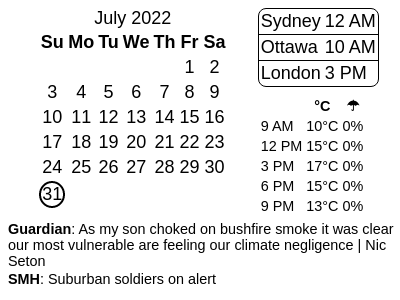 July 2022
Su Mo Tu We Th Fr Sa
1 2
3 4 5 6 7 8 9
10 11 12 13 14 15 16
17 18 19 20 21 22 23
24 25 26 27 28 29 30
31
Sydney 12 AM
Ottawa 10 AM
London 3 PM
°C ☂
9 AM 10°C 0%
12 PM 15°C 0%
3 PM 17°C 0%
6 PM 15°C 0%
9 PM 13°C 0%
Guardian: As my son choked on bushfire smoke it was clear
our most vulnerable are feeling our climate negligence | Nic
Seton
SMH: Suburban soldiers on alert